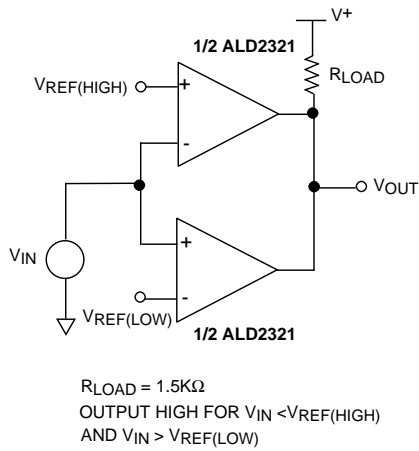 V+
1/2 ALD2321
RLOAD
VREF(HIGH)
+
-
VOUT
VIN
+
-
VREF(LOW)
1/2 ALD2321
RLOAD = 1.5KΩ
OUTPUT HIGH FOR VIN <VREF(HIGH)
AND VIN > VREF(LOW)